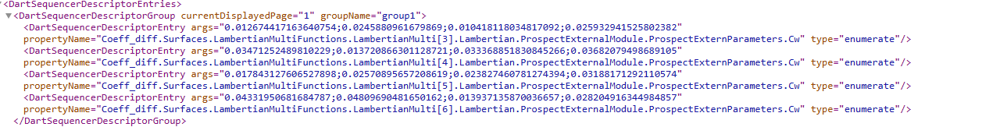 <DartSequencerDescriptorEntries>
<DartSequencerDescriptorGroup currentDisplayedPage="1" groupName="group1">
<DartSequencerDescriptorEntry args="0.012674417163640754;0.0245880961679869;0.010418118034817092;0.025932941525802382"
propertyName="Coeff_diff.Surfaces.LambertianMultiFunctions.LambertianMulti[3].Lambertian.ProspectExternalModule.ProspectExternParameters.Cw" type="enumerate"/>
<DartSequencerDescriptorEntry args="0.03471252489810229;0.013720866301128721;0.033368851830845266;0.03682079498689105"
propertyName="Coeff_diff.Surfaces.LambertianMultiFunctions.LambertianMulti[4].Lambertian.ProspectExternalModule.ProspectExternParameters.Cw" type="enumerate"/>
<DartSequencerDescriptorEntry args="0.017843127606527898;0.02570895657208619;0.023827460781274394;0.03188171292110574"
propertyName="Coeff_diff.Surfaces.LambertianMultiFunctions.LambertianMulti[5].Lambertian.ProspectExternalModule.ProspectExternParameters.Cw" type="enumerate"/>
<DartSequencerDescriptorEntry args="0.04331950681684787;0.04809690481650162;0.013937135870036657;0.028204916344984857"
propertyName="Coeff_diff.Surfaces.LambertianMultiFunctions.LambertianMulti[6].Lambertian.ProspectExternalModule.ProspectExternParameters.Cw" type="enumerate"/>
</DartSequencerDescriptorGroup>